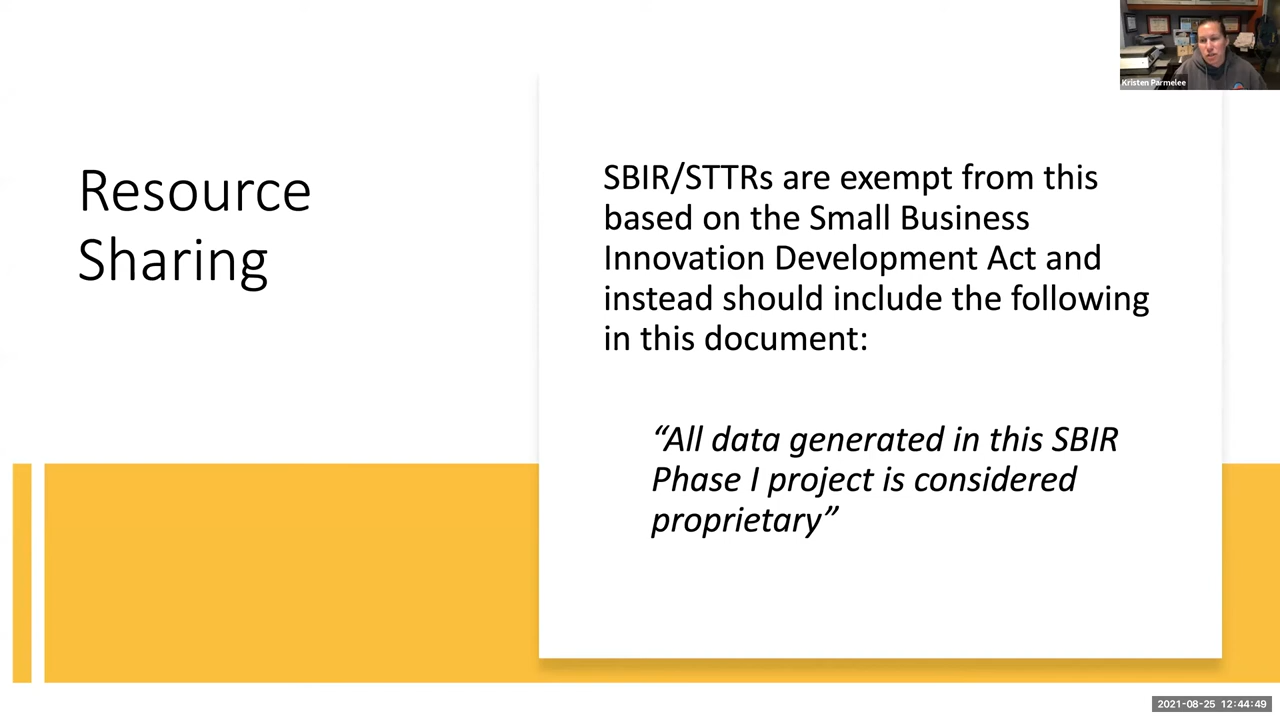 Resource
Sharing
SBIR/STTRs are exempt from this
based on the Small Business
Innovation Development Act and
instead should include the following
in this document:
“All data generated in this SBIR
Phase I project is considered
proprietary”
Kristen Parmelee
2021-08-25 12:44:49